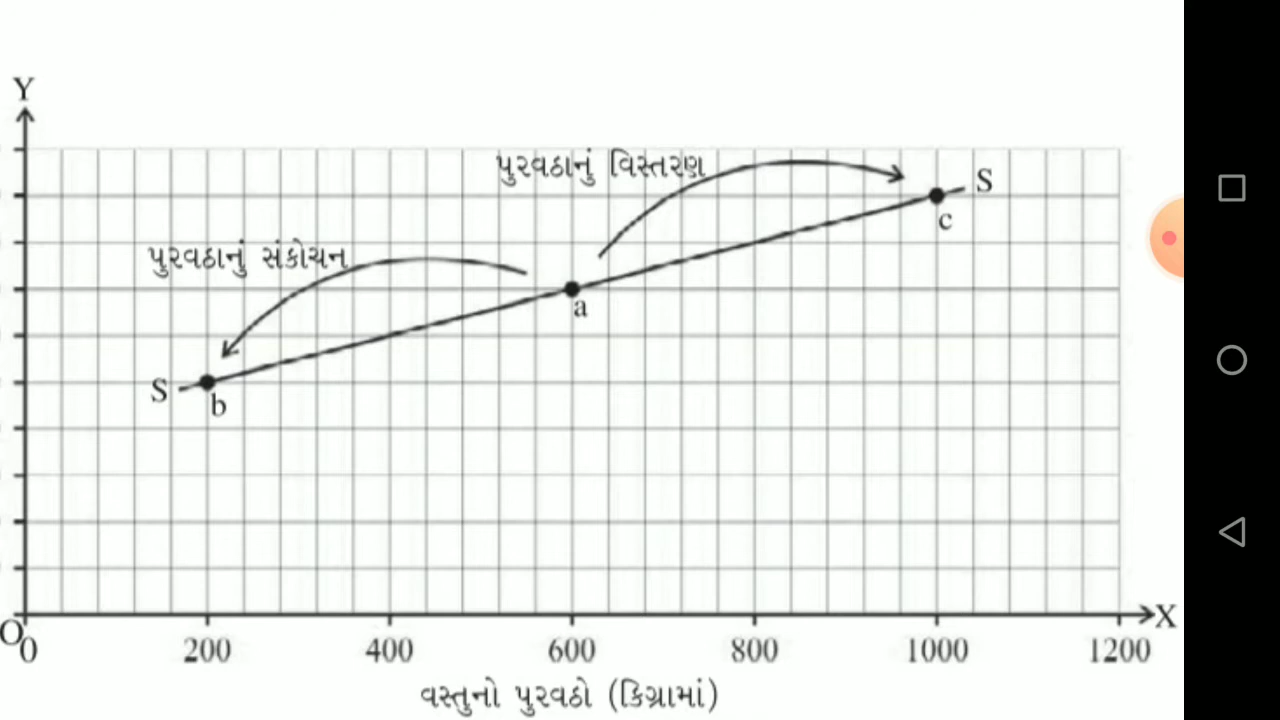 Y
પુરવઠાનું વિસ્તરણ
S
c
પુરવઠાનું સંકોચન
a
S
b
O
X
0 200 400 600 800 1000 1200
વસ્તુનો પુરવઠો (કિગ્રામાં)